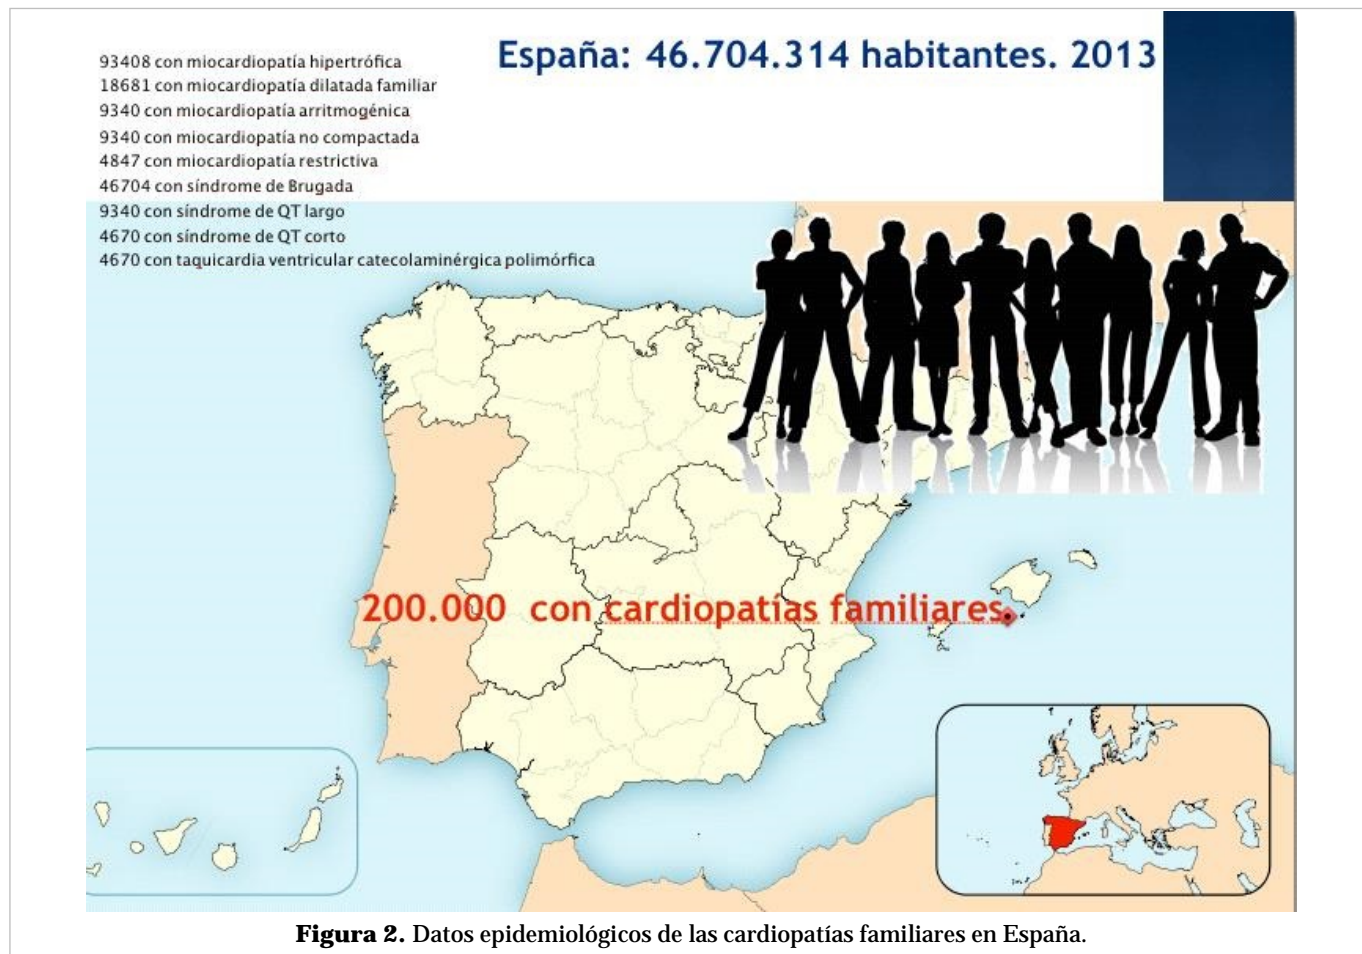 España: 46.704.314 habitantes. 2013
93408 con miocardiopatía hipertrófica
18681 con miocardiopatía dilatada familiar
9340 con miocardiopatía arritmogénica
9340 con miocardiopatía no compactada
4847 con miocardiopatía restrictiva
46704 con síndrome de Brugada
9340 con síndrome de QT largo
4670 con síndrome de QT corto
4670 con taquicardia ventricular catecolaminérgica polimórfica
200.000 con cardiopatías familiares
Figura 2. Datos epidemiológicos de las cardiopatías familiares en España.